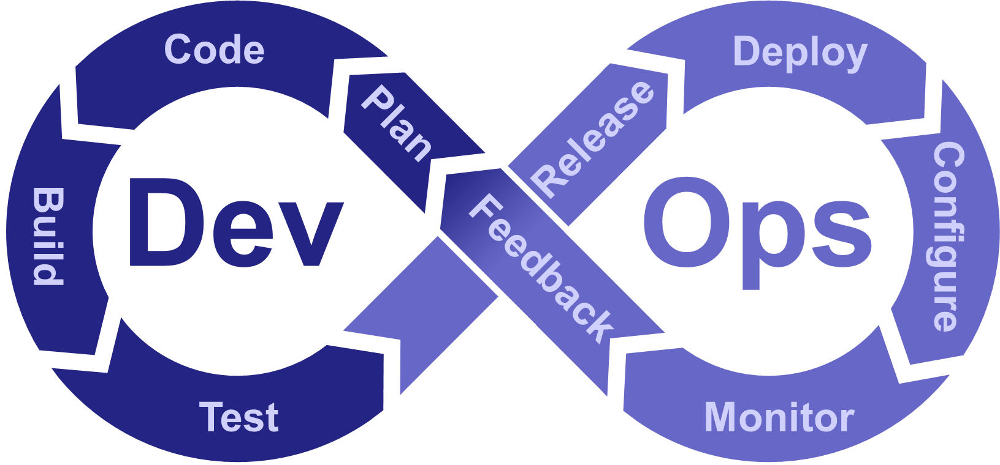 Code
Deploy
Plan
Release
Build
Dev
Ops
Configure
Feedback
Test
Monitor